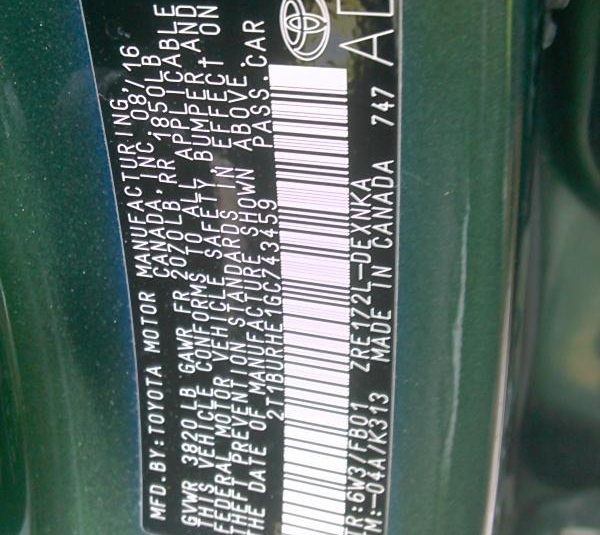 MFD.BY:TOYOTA MOTOR MANUFACTURING,
CANADA,INC. 08/16
GVWR 3820 LB GAWR FR 2070LB RR 1850LB
THIS VEHICLE CONFORMS TO ALL APPLICABLE
FEDERAL MOTOR VEHICLE SAFETY BUMPER AND
THEFT PREVENTION STANDARDS IN EFFECT ON
THE DATE OF MANUFACTURE SHOWN ABOVE
2T1BURHE1GC743459 PASS.CAR
TR:6W3/FB01 ZRE172L-DEXNKA
TM:-04A/K313 MADE IN CANADA 747